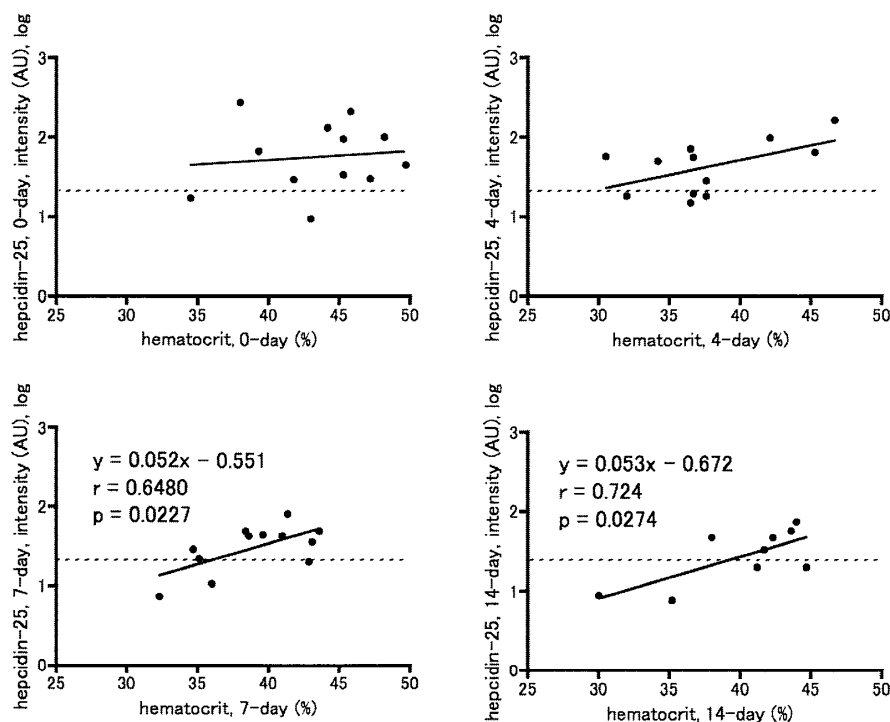 hepcidin-25, 0-day, intensity (AU), log
3
2
1
0
25 30 35 40 45 50
hematocrit, 0-day (%)
hepcidin-25, 4-day, intensity (AU), log
3
2
1
0
25 30 35 40 45 50
hematocrit, 4-day (%)
hepcidin-25, 7-day, intensity (AU), log
3
2
1
0
y = 0.052x − 0.551
r = 0.6480
p = 0.0227
25 30 35 40 45 50
hematocrit, 7-day (%)
hepcidin-25, 14-day, intensity (AU), log
3
2
1
0
y = 0.053x − 0.672
r = 0.724
p = 0.0274
25 30 35 40 45 50
hematocrit, 14-day (%)